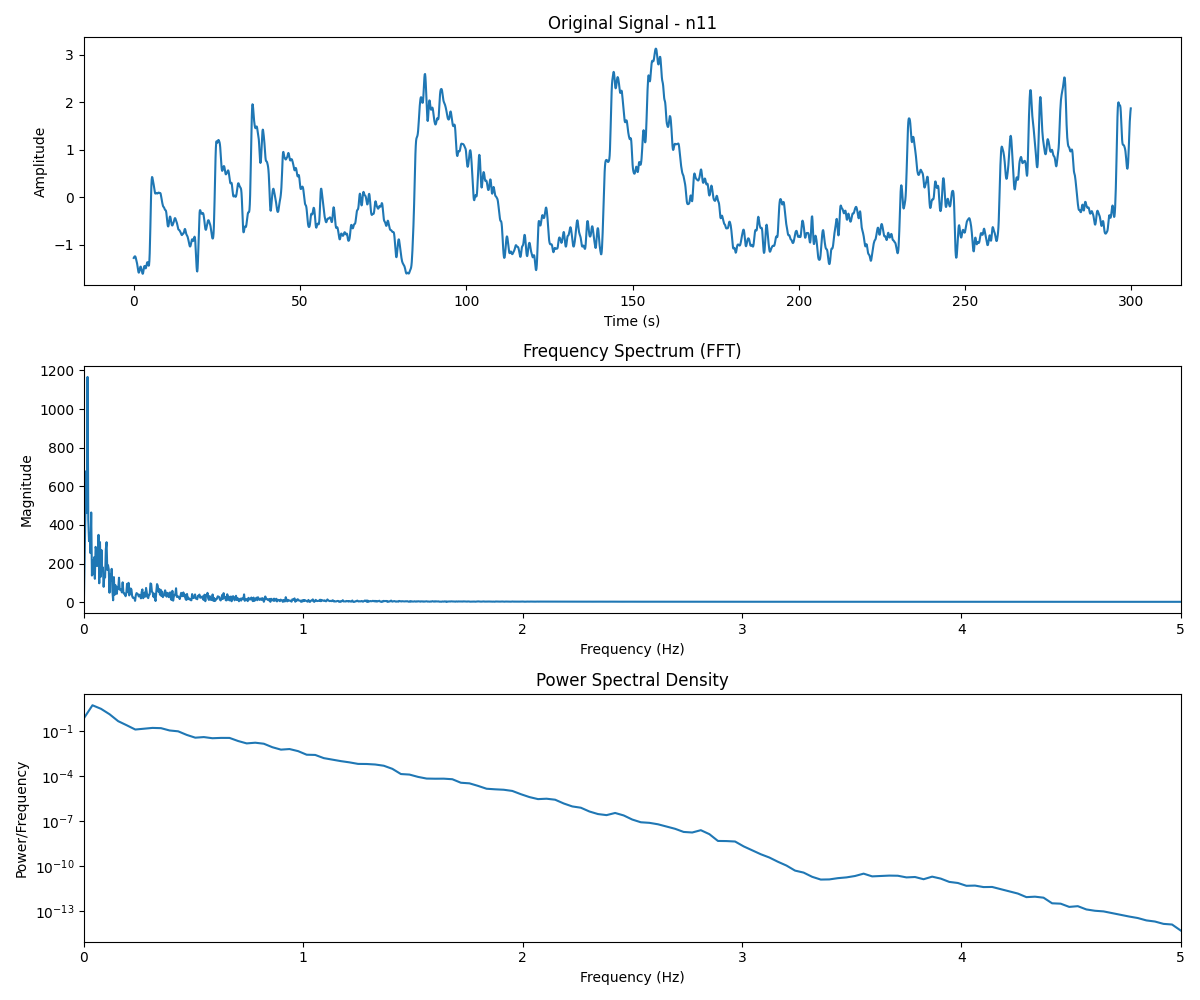 Original Signal - n11
Amplitude
3
2
1
0
−1
0 50 100 150 200 250 300
Time (s)
Frequency Spectrum (FFT)
Magnitude
1200
1000
800
600
400
200
0
0 1 2 3 4 5
Frequency (Hz)
Power Spectral Density
Power/Frequency
10⁻¹
10⁻⁴
10⁻⁷
10⁻¹⁰
10⁻¹³
0 1 2 3 4 5
Frequency (Hz)